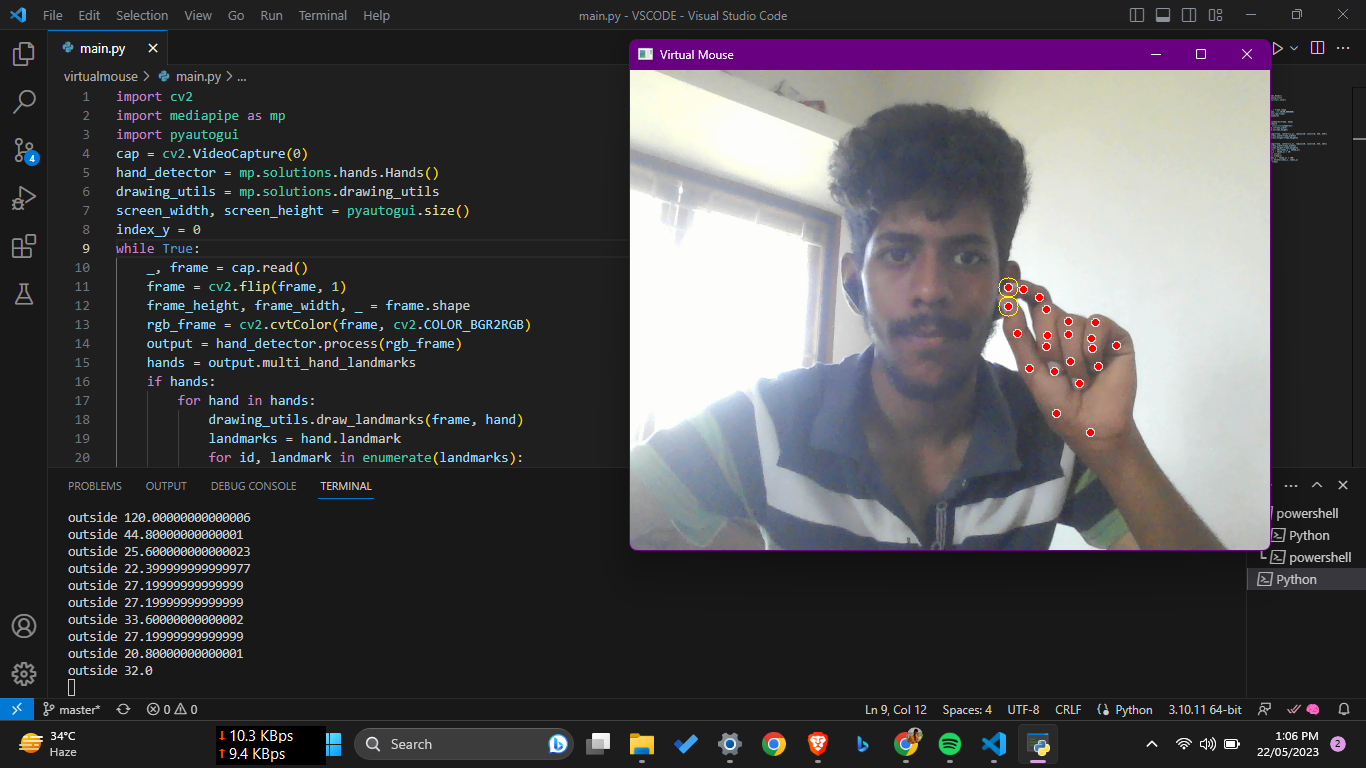 File Edit Selection View Go Run Terminal Help
main.py - VSCODE - Visual Studio Code
main.py
virtualmouse > main.py > ...
Virtual Mouse
1 import cv2
2 import mediapipe as mp
3 import pyautogui
4 cap = cv2.VideoCapture(0)
5 hand_detector = mp.solutions.hands.Hands()
6 drawing_utils = mp.solutions.drawing_utils
7 screen_width, screen_height = pyautogui.size()
8 index_y = 0
9 while True:
10 _, frame = cap.read()
11 frame = cv2.flip(frame, 1)
12 frame_height, frame_width, _ = frame.shape
13 rgb_frame = cv2.cvtColor(frame, cv2.COLOR_BGR2RGB)
14 output = hand_detector.process(rgb_frame)
15 hands = output.multi_hand_landmarks
16 if hands:
17 for hand in hands:
18 drawing_utils.draw_landmarks(frame, hand)
19 landmarks = hand.landmark
20 for id, landmark in enumerate(landmarks):
PROBLEMS OUTPUT DEBUG CONSOLE TERMINAL
outside 120.00000000000006
outside 44.80000000000001
outside 25.600000000000023
outside 22.399999999999977
outside 27.19999999999999
outside 27.19999999999999
outside 33.60000000000002
outside 27.19999999999999
outside 20.80000000000001
outside 32.0
powershell
Python
powershell
Python
4
master* 0 0
Ln 9, Col 12 Spaces: 4 UTF-8 CRLF Python 3.10.11 64-bit
34°C
Haze
10.3 KBps
9.4 KBps
Search
1:06 PM
22/05/2023
2